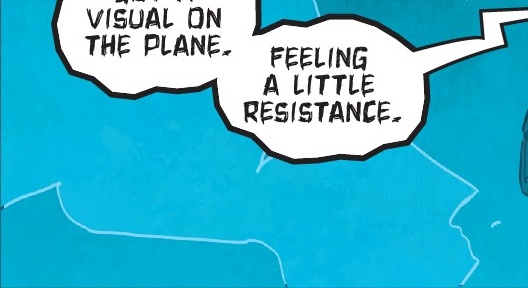 VISUAL ON
THE PLANE.
FEELING
A LITTLE
RESISTANCE.